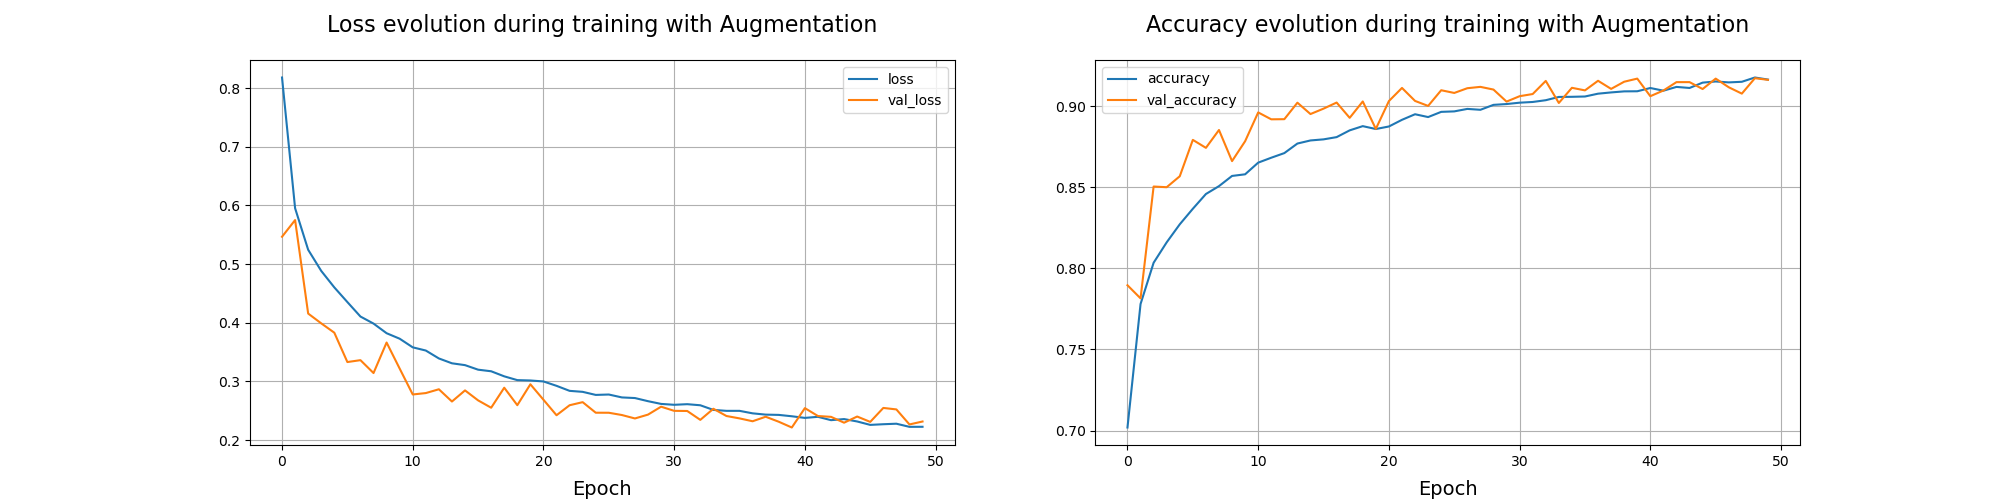 Loss evolution during training with Augmentation
loss
val_loss
0.8
0.7
0.6
0.5
0.4
0.3
0.2
0 10 20 30 40 50
Epoch
Accuracy evolution during training with Augmentation
accuracy
val_accuracy
0.90
0.85
0.80
0.75
0.70
0 10 20 30 40 50
Epoch